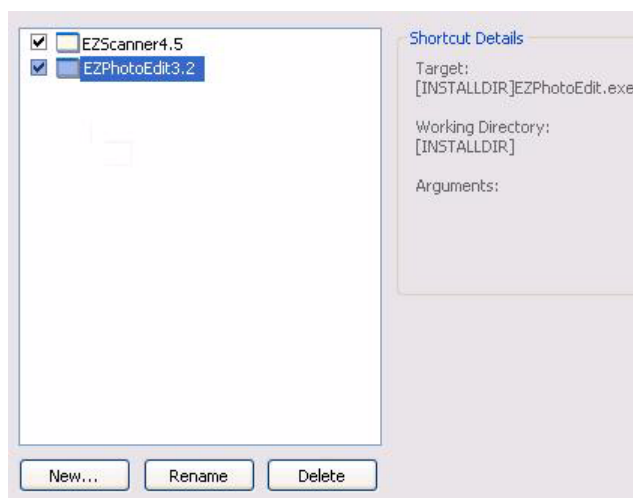 EZScanner4.5
EZPhotoEdit3.2
Shortcut Details
Target:
[INSTALLDIR]EZPhotoEdit.exe
Working Directory:
[INSTALLDIR]
Arguments:
New...
Rename
Delete